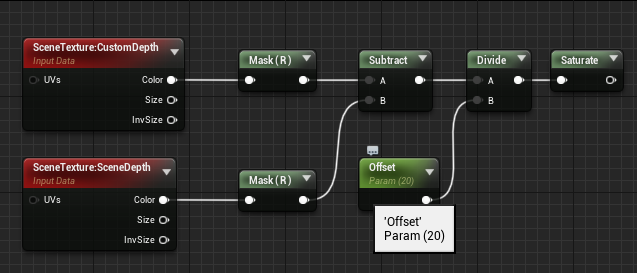 SceneTexture:CustomDepth
Input Data
UVs
Color
Size
InvSize
Mask ( R )
Subtract
A
B
Divide
A
B
Saturate
SceneTexture:SceneDepth
Input Data
UVs
Color
Size
InvSize
Mask ( R )
Offset
Param (20)
'Offset'
Param (20)